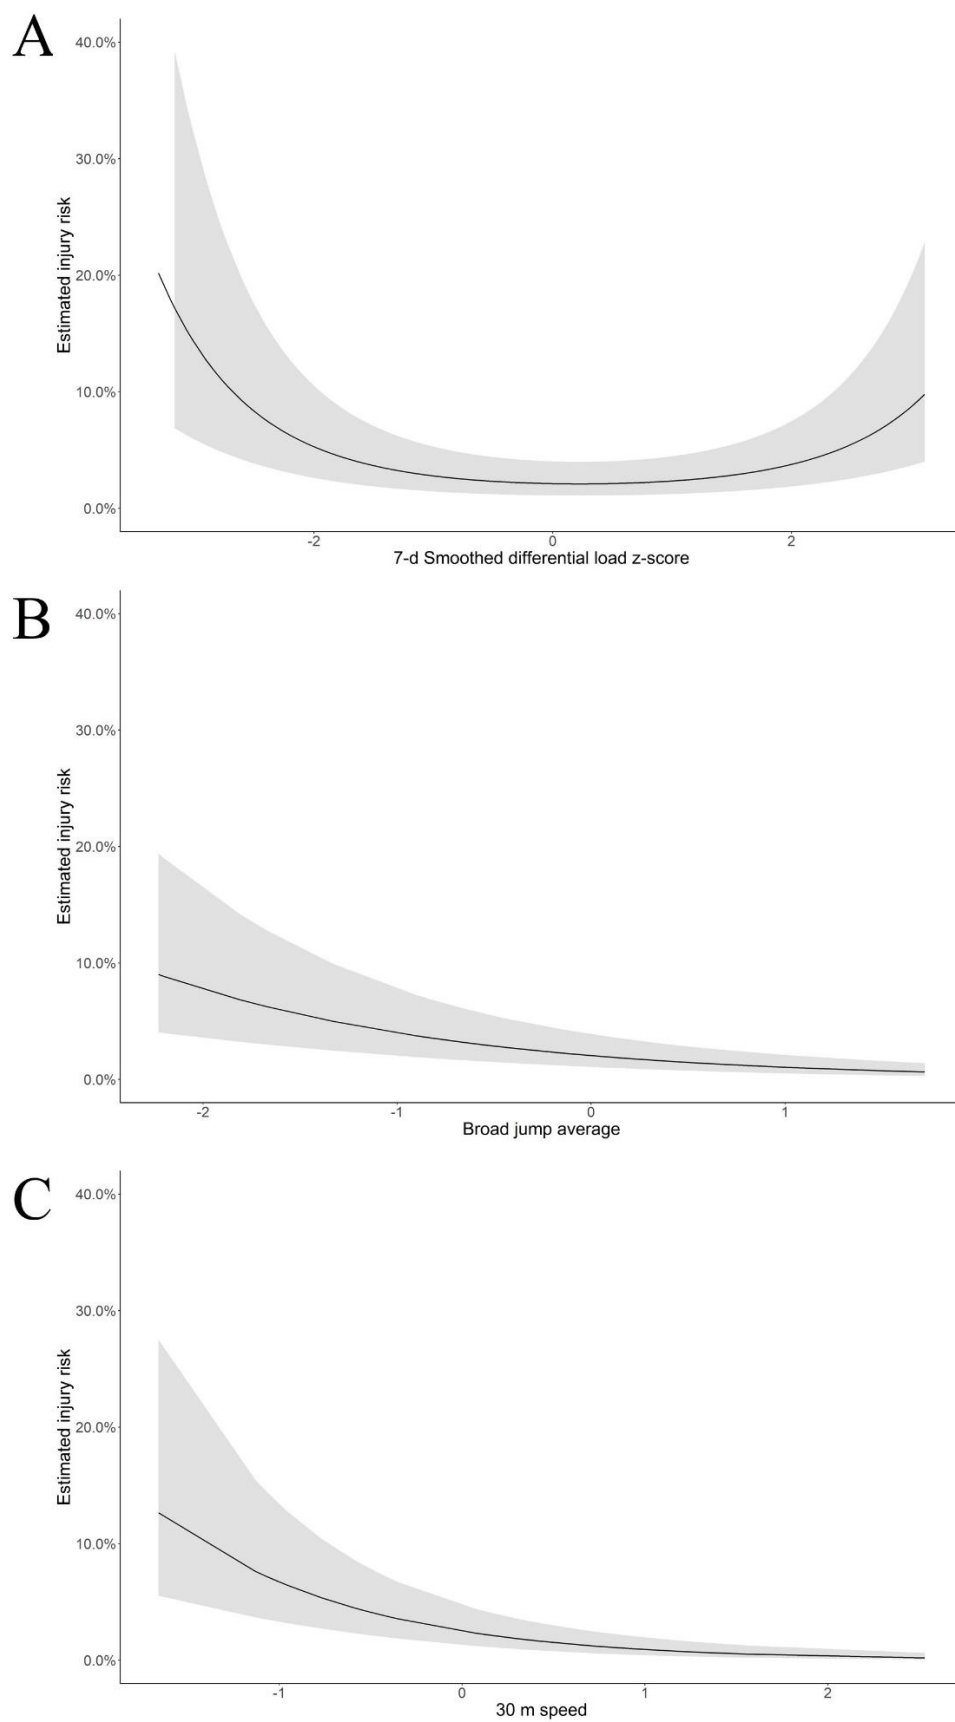 A
40.0%
30.0%
20.0%
10.0%
0.0%
Estimated injury risk
-2 0 2
7-d Smoothed differential load z-score
B
40.0%
30.0%
20.0%
10.0%
0.0%
Estimated injury risk
-2 -1 0 1
Broad jump average
C
40.0%
30.0%
20.0%
10.0%
0.0%
Estimated injury risk
-1 0 1 2
30 m speed